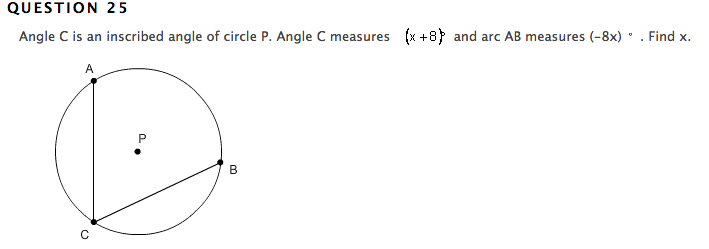 QUESTION 25
Angle C is an inscribed angle of circle P. Angle C measures (x +8)° and arc AB measures (-8x) ° . Find x.
A
P
B
C